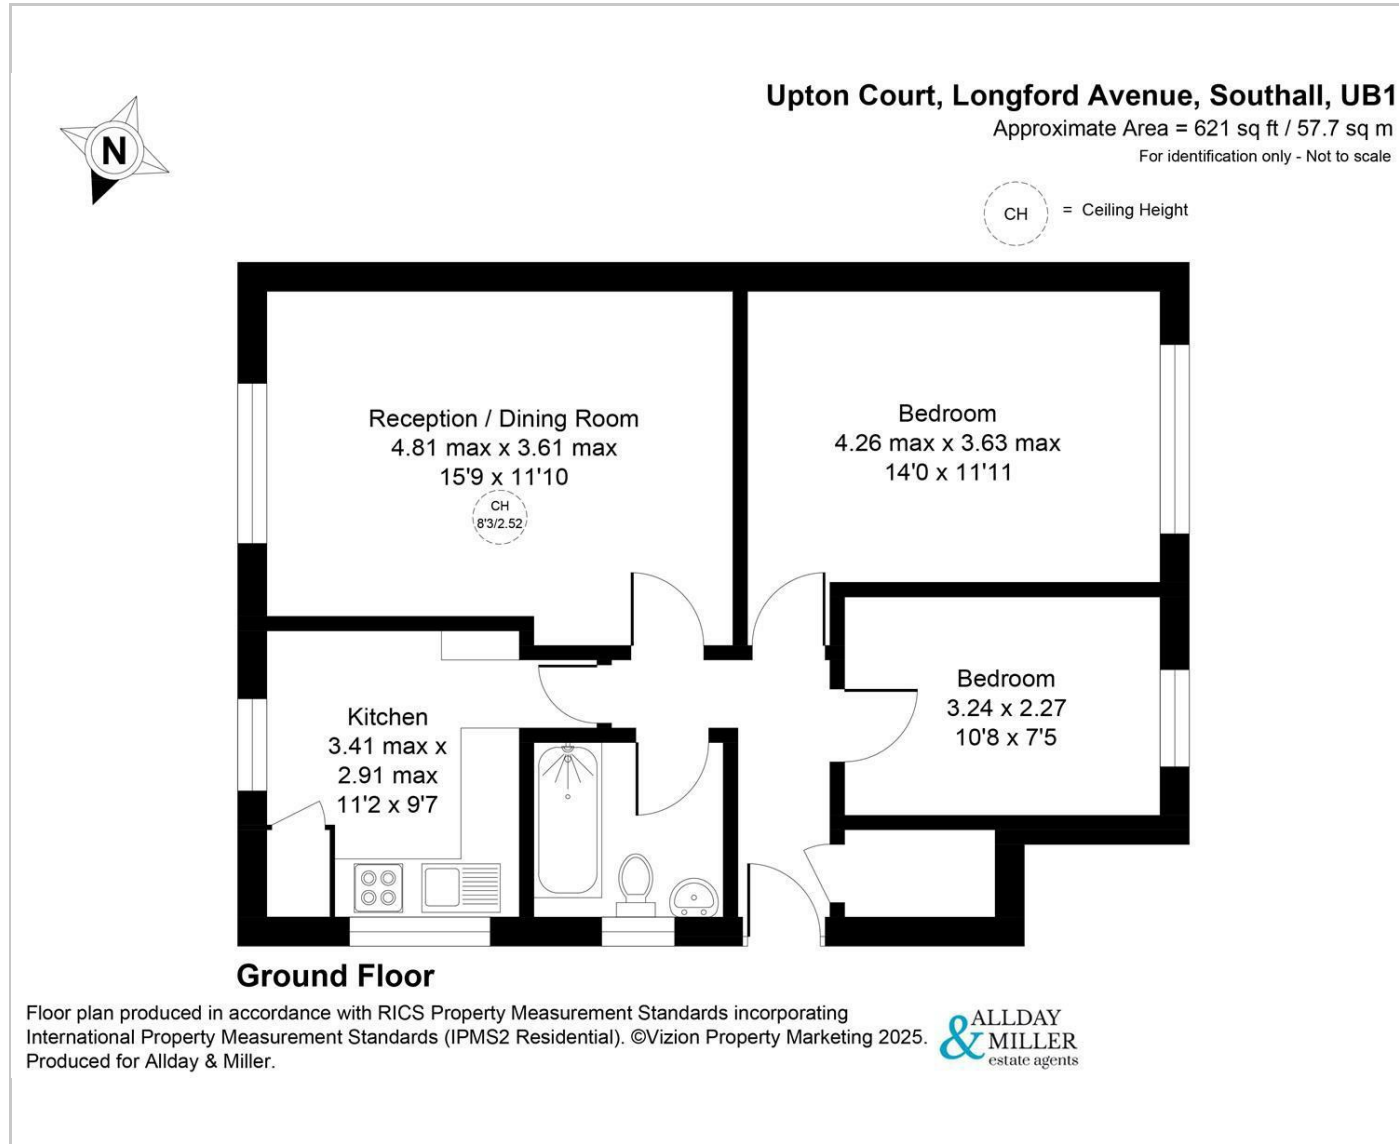 Upton Court, Longford Avenue, Southall, UB1
Approximate Area = 621 sq ft / 57.7 sq m
For identification only - Not to scale
N
CH = Ceiling Height
Reception / Dining Room
4.81 max x 3.61 max
15'9 x 11'10
CH
8'3/2.52
Bedroom
4.26 max x 3.63 max
14'0 x 11'11
Bedroom
3.24 x 2.27
10'8 x 7'5
Kitchen
3.41 max x
2.91 max
11'2 x 9'7
Ground Floor
Floor plan produced in accordance with RICS Property Measurement Standards incorporating
International Property Measurement Standards (IPMS2 Residential). ©Vizion Property Marketing 2025.
Produced for Allday & Miller.
ALLDAY
& MILLER
estate agents